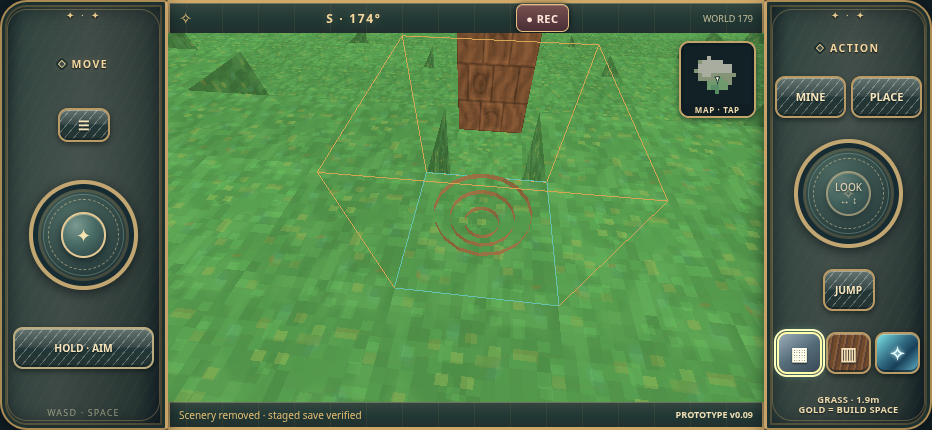 MOVE
☰
HOLD · AIM
WASD · SPACE
S · 174°
● REC
WORLD 179
MAP · TAP
Scenery removed · staged save verified
PROTOTYPE v0.09
ACTION
MINE
PLACE
LOOK
↔ ↕
JUMP
GRASS · 1.9m
GOLD = BUILD SPACE